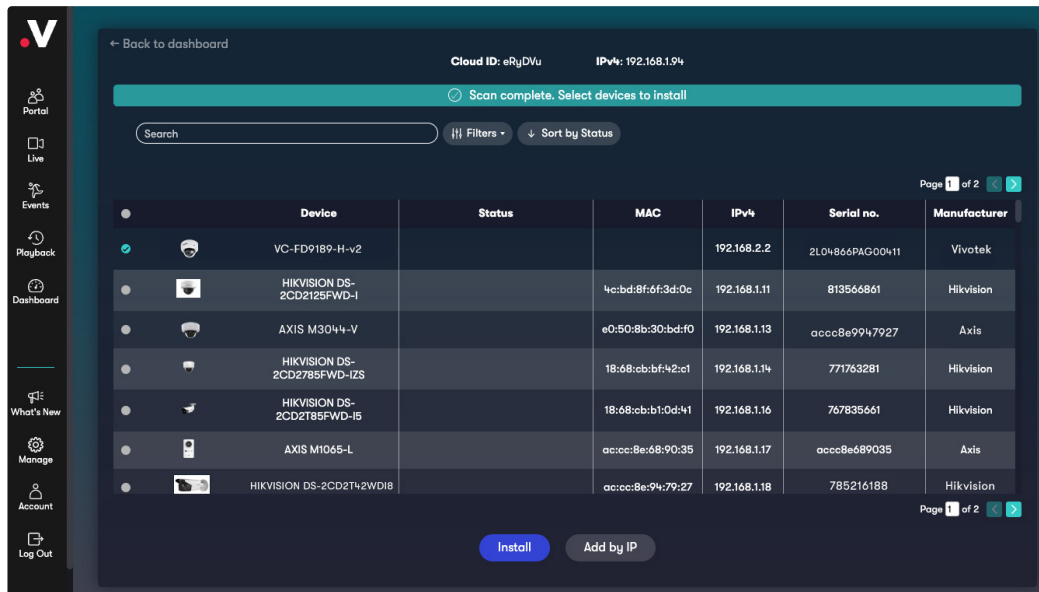 .V
← Back to dashboard
Cloud ID: eRyDVu IPv4: 192.168.1.94
Scan complete. Select devices to install
Search Filters Sort by Status
Portal
Live
Events
Playback
Dashboard
What's New
Manage
Account
Log Out
Page 1 of 2 < >
Device Status MAC IPv4 Serial no. Manufacturer
VC-FD9189-H-v2 192.168.2.2 2L04866PAG00411 Vivotek
HIKVISION DS-
2CD2125FWD-I 4c:bd:8f:6f:3d:0c 192.168.1.11 813566861 Hikvision
AXIS M3044-V e0:50:8b:30:bd:f0 192.168.1.13 accc8e9947927 Axis
HIKVISION DS-
2CD2785FWD-IZS 18:68:cb:bf:42:c1 192.168.1.14 771763281 Hikvision
HIKVISION DS-
2CD2T85FWD-I5 18:68:cb:b1:0d:41 192.168.1.16 767835661 Hikvision
AXIS M1065-L ac:cc:8e:68:90:35 192.168.1.17 accc8e689035 Axis
HIKVISION DS-2CD2T42WDI8 ac:cc:8e:94:79:27 192.168.1.18 785216188 Hikvision
Page 1 of 2 < >
Install Add by IP